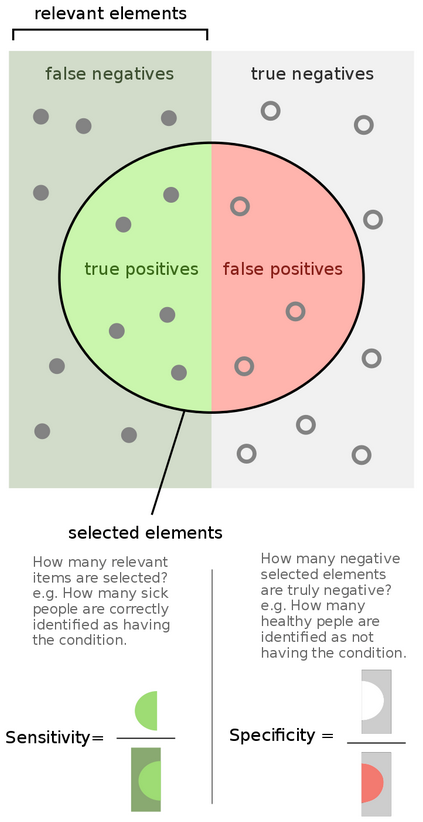 relevant elements
false negatives
true negatives
true positives
false positives
selected elements
How many relevant
items are selected?
e.g. How many sick
people are correctly
identified as having
the condition.
How many negative
selected elements
are truly negative?
e.g. How many
healthy peple are
identified as not
having the condition.
Sensitivity=
Specificity =